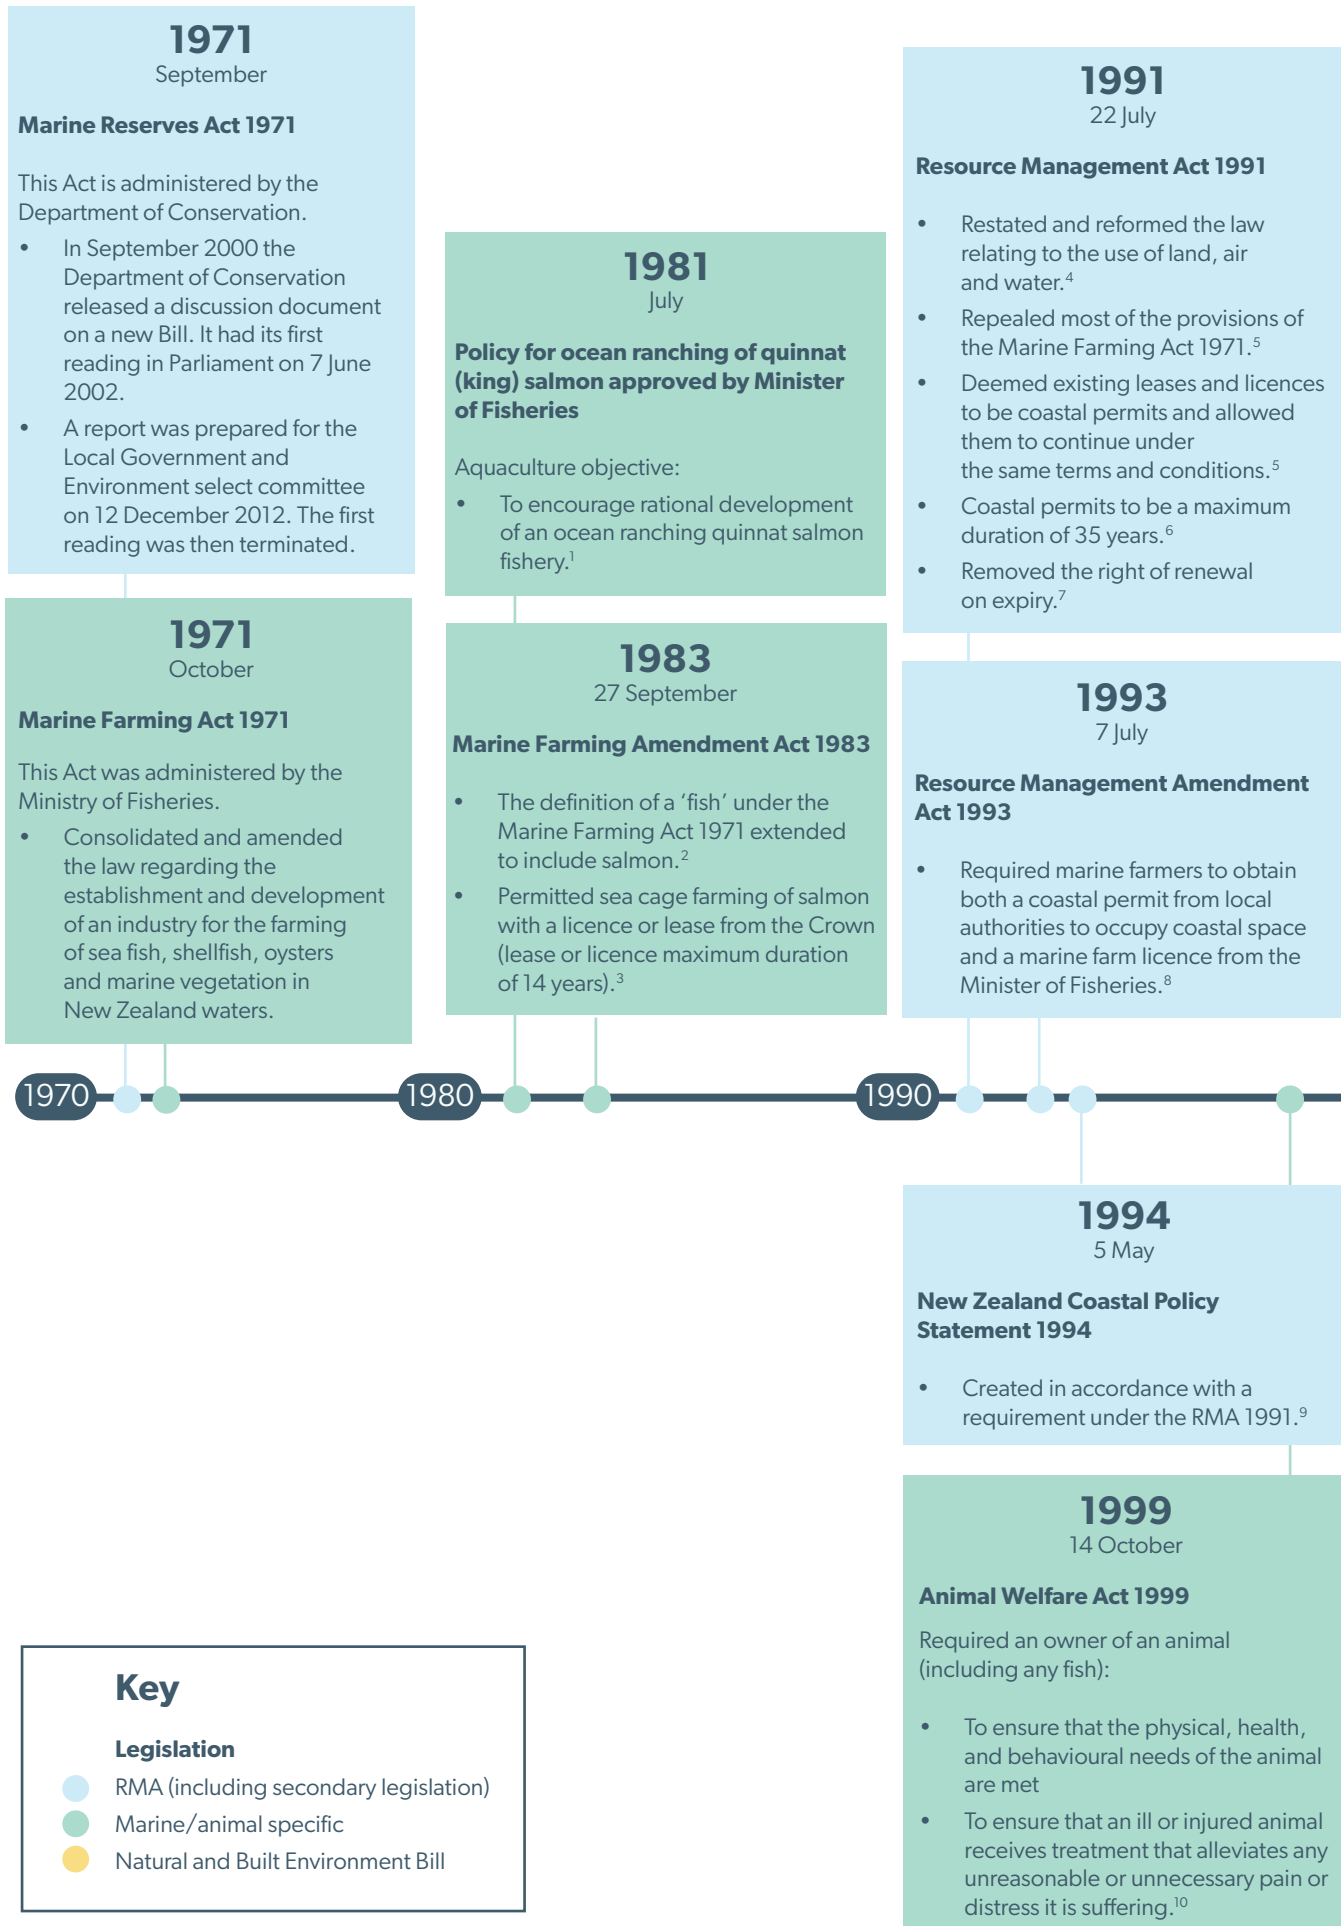 1971
September
Marine Reserves Act 1971
This Act is administered by the
Department of Conservation.
• In September 2000 the
Department of Conservation
released a discussion document
on a new Bill. It had its first
reading in Parliament on 7 June
2002.
• A report was prepared for the
Local Government and
Environment select committee
on 12 December 2012. The first
reading was then terminated.
1971
October
Marine Farming Act 1971
This Act was administered by the
Ministry of Fisheries.
• Consolidated and amended
the law regarding the
establishment and development
of an industry for the farming
of sea fish, shellfish, oysters
and marine vegetation in
New Zealand waters.
1981
July
Policy for ocean ranching of quinnat
(king) salmon approved by Minister
of Fisheries
Aquaculture objective:
• To encourage rational development
of an ocean ranching quinnat salmon
fishery.1
1983
27 September
Marine Farming Amendment Act 1983
• The definition of a ‘fish’ under the
Marine Farming Act 1971 extended
to include salmon.2
• Permitted sea cage farming of salmon
with a licence or lease from the Crown
(lease or licence maximum duration
of 14 years).3
1991
22 July
Resource Management Act 1991
• Restated and reformed the law
relating to the use of land, air
and water.4
• Repealed most of the provisions of
the Marine Farming Act 1971.5
• Deemed existing leases and licences
to be coastal permits and allowed
them to continue under
the same terms and conditions.5
• Coastal permits to be a maximum
duration of 35 years.6
• Removed the right of renewal
on expiry.7
1993
7 July
Resource Management Amendment
Act 1993
• Required marine farmers to obtain
both a coastal permit from local
authorities to occupy coastal space
and a marine farm licence from the
Minister of Fisheries.8
1970
1980
1990
1994
5 May
New Zealand Coastal Policy
Statement 1994
• Created in accordance with a
requirement under the RMA 1991.9
1999
14 October
Animal Welfare Act 1999
Required an owner of an animal
(including any fish):
• To ensure that the physical, health,
and behavioural needs of the animal
are met
• To ensure that an ill or injured animal
receives treatment that alleviates any
unreasonable or unnecessary pain or
distress it is suffering.10
Key
Legislation
RMA (including secondary legislation)
Marine/animal specific
Natural and Built Environment Bill